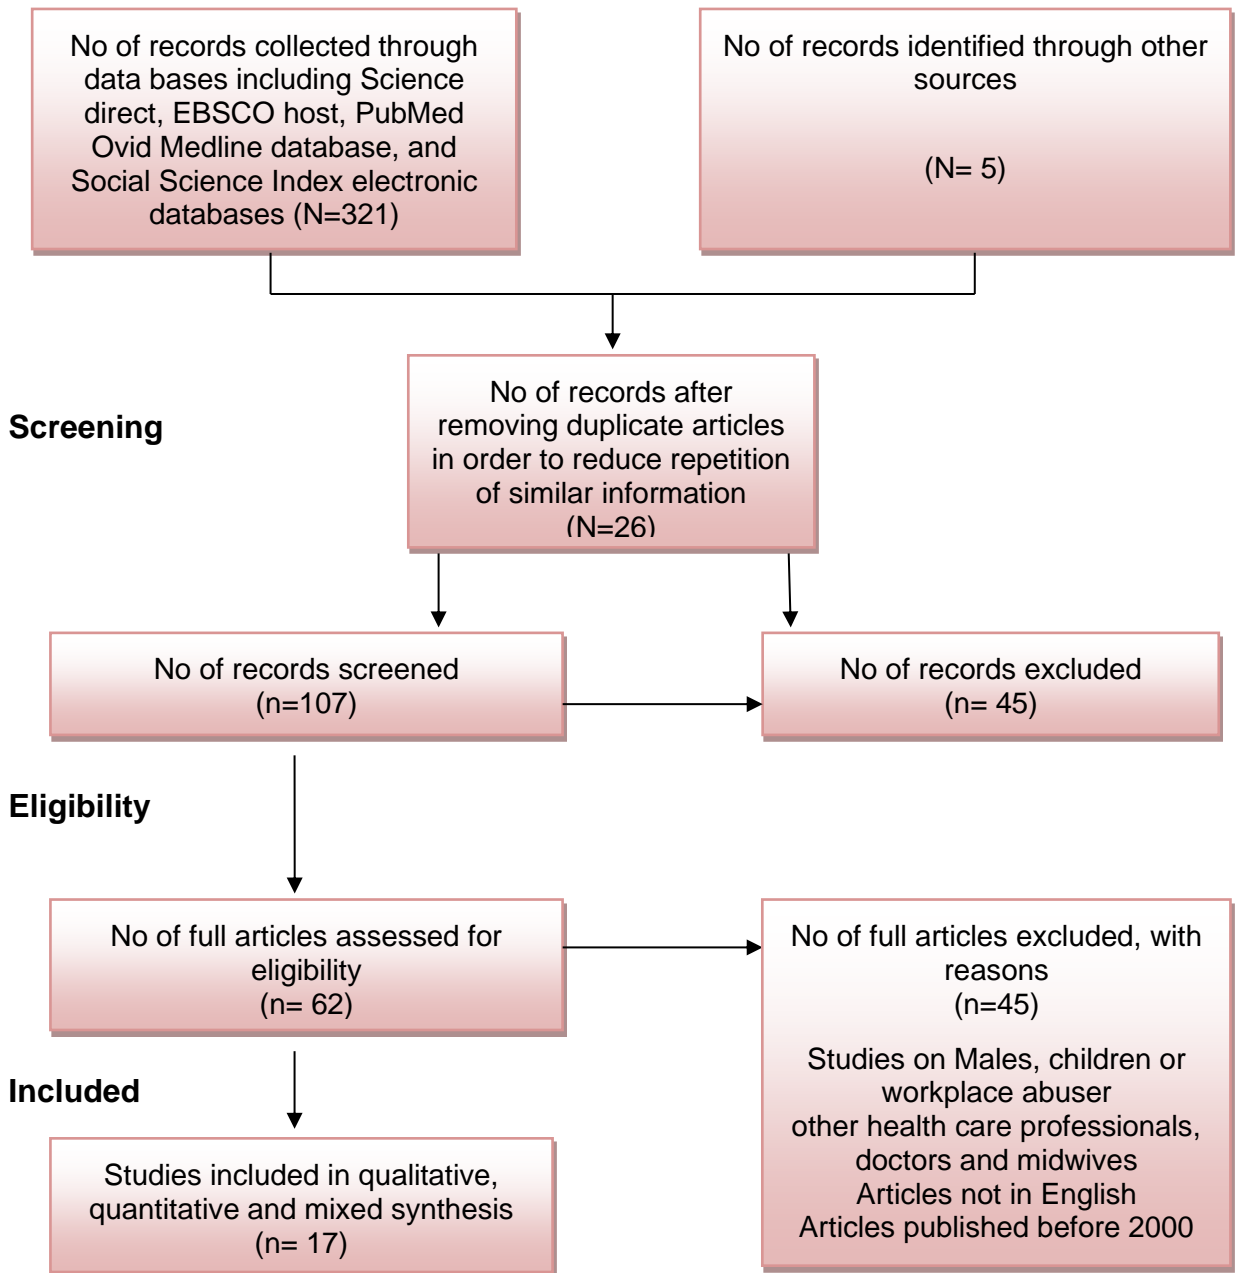 No of records collected through
data bases including Science
direct, EBSCO host, PubMed
Ovid Medline database, and
Social Science Index electronic
databases (N=321)
No of records identified through other
sources
(N= 5)
Screening
No of records after
removing duplicate articles
in order to reduce repetition
of similar information
(N=26)
No of records screened
(n=107)
No of records excluded
(n= 45)
Eligibility
No of full articles assessed for
eligibility
(n= 62)
No of full articles excluded, with
reasons
(n=45)
Studies on Males, children or
workplace abuser
other health care professionals,
doctors and midwives
Articles not in English
Articles published before 2000
Included
Studies included in qualitative,
quantitative and mixed synthesis
(n= 17)